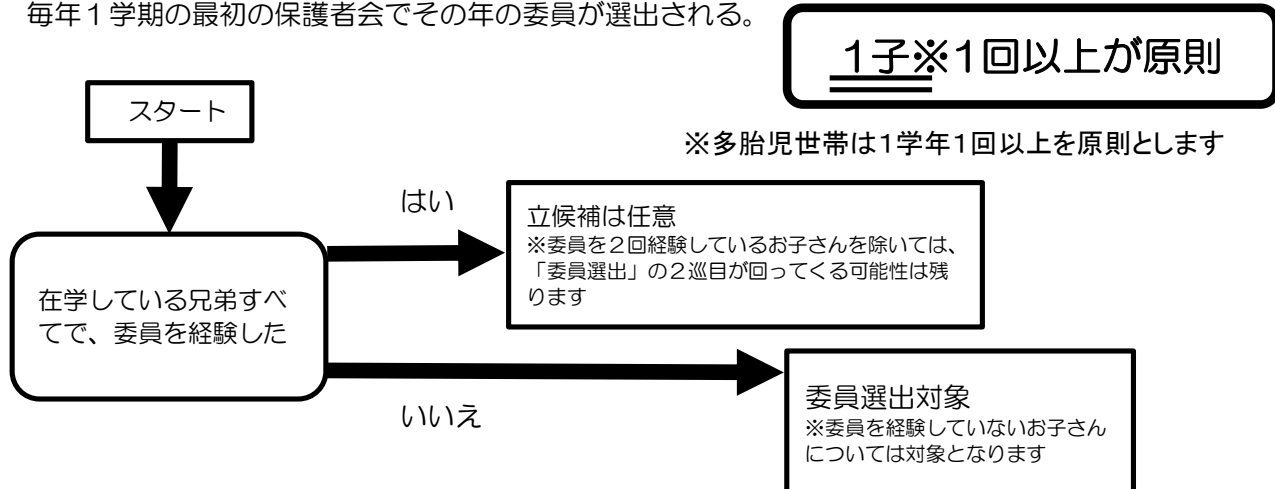 毎年１学期の最初の保護者会でその年の委員が選出される。
1子※1回以上が原則
スタート
※多胎児世帯は1学年1回以上を原則とします
はい
立候補は任意
※委員を２回経験しているお子さんを除いては、
「委員選出」の２巡目が回ってくる可能性は残
ります
在学している兄弟すべ
てで、委員を経験した
いいえ
委員選出対象
※委員を経験していないお子さん
については対象となります